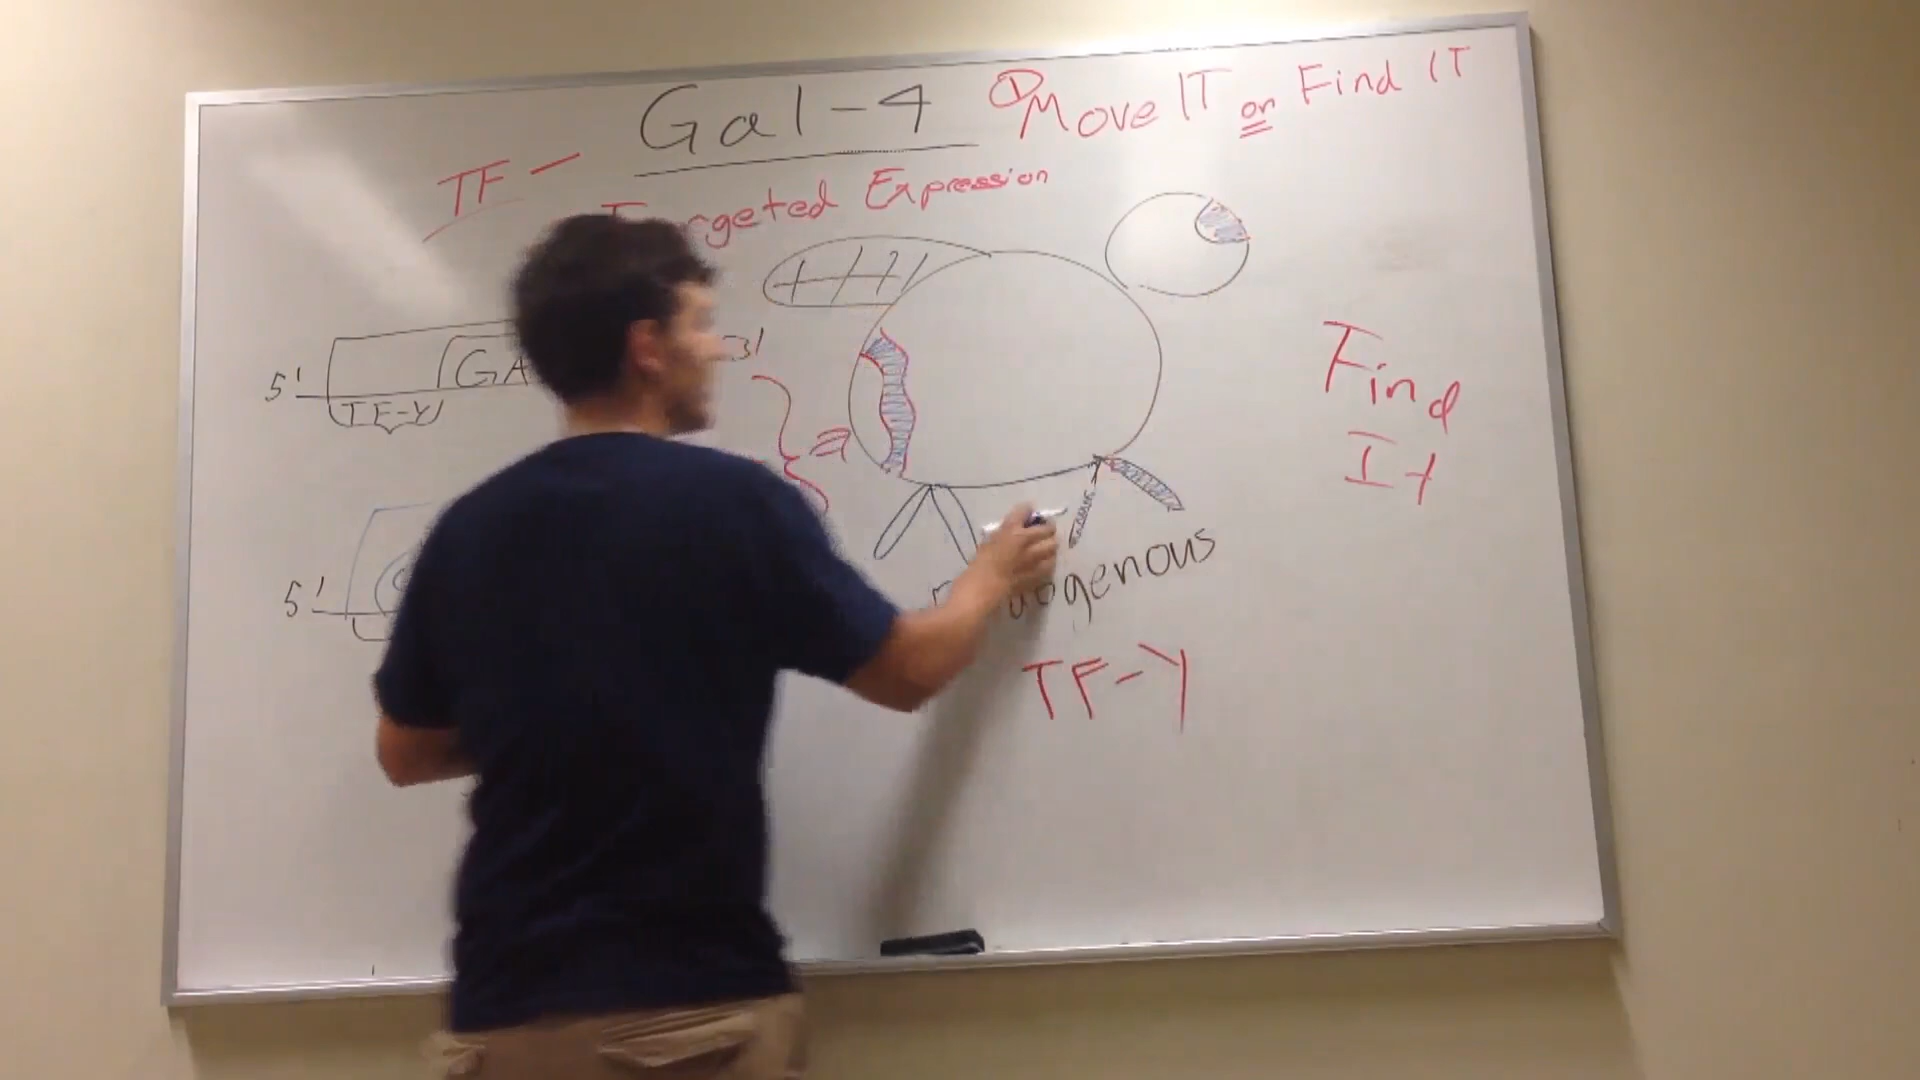 Gal-4
① Move IT or Find IT
TF -
Targeted Expression
5' GA 3'
TF-Y
Find
It
5'
Endogenous
TF-Y